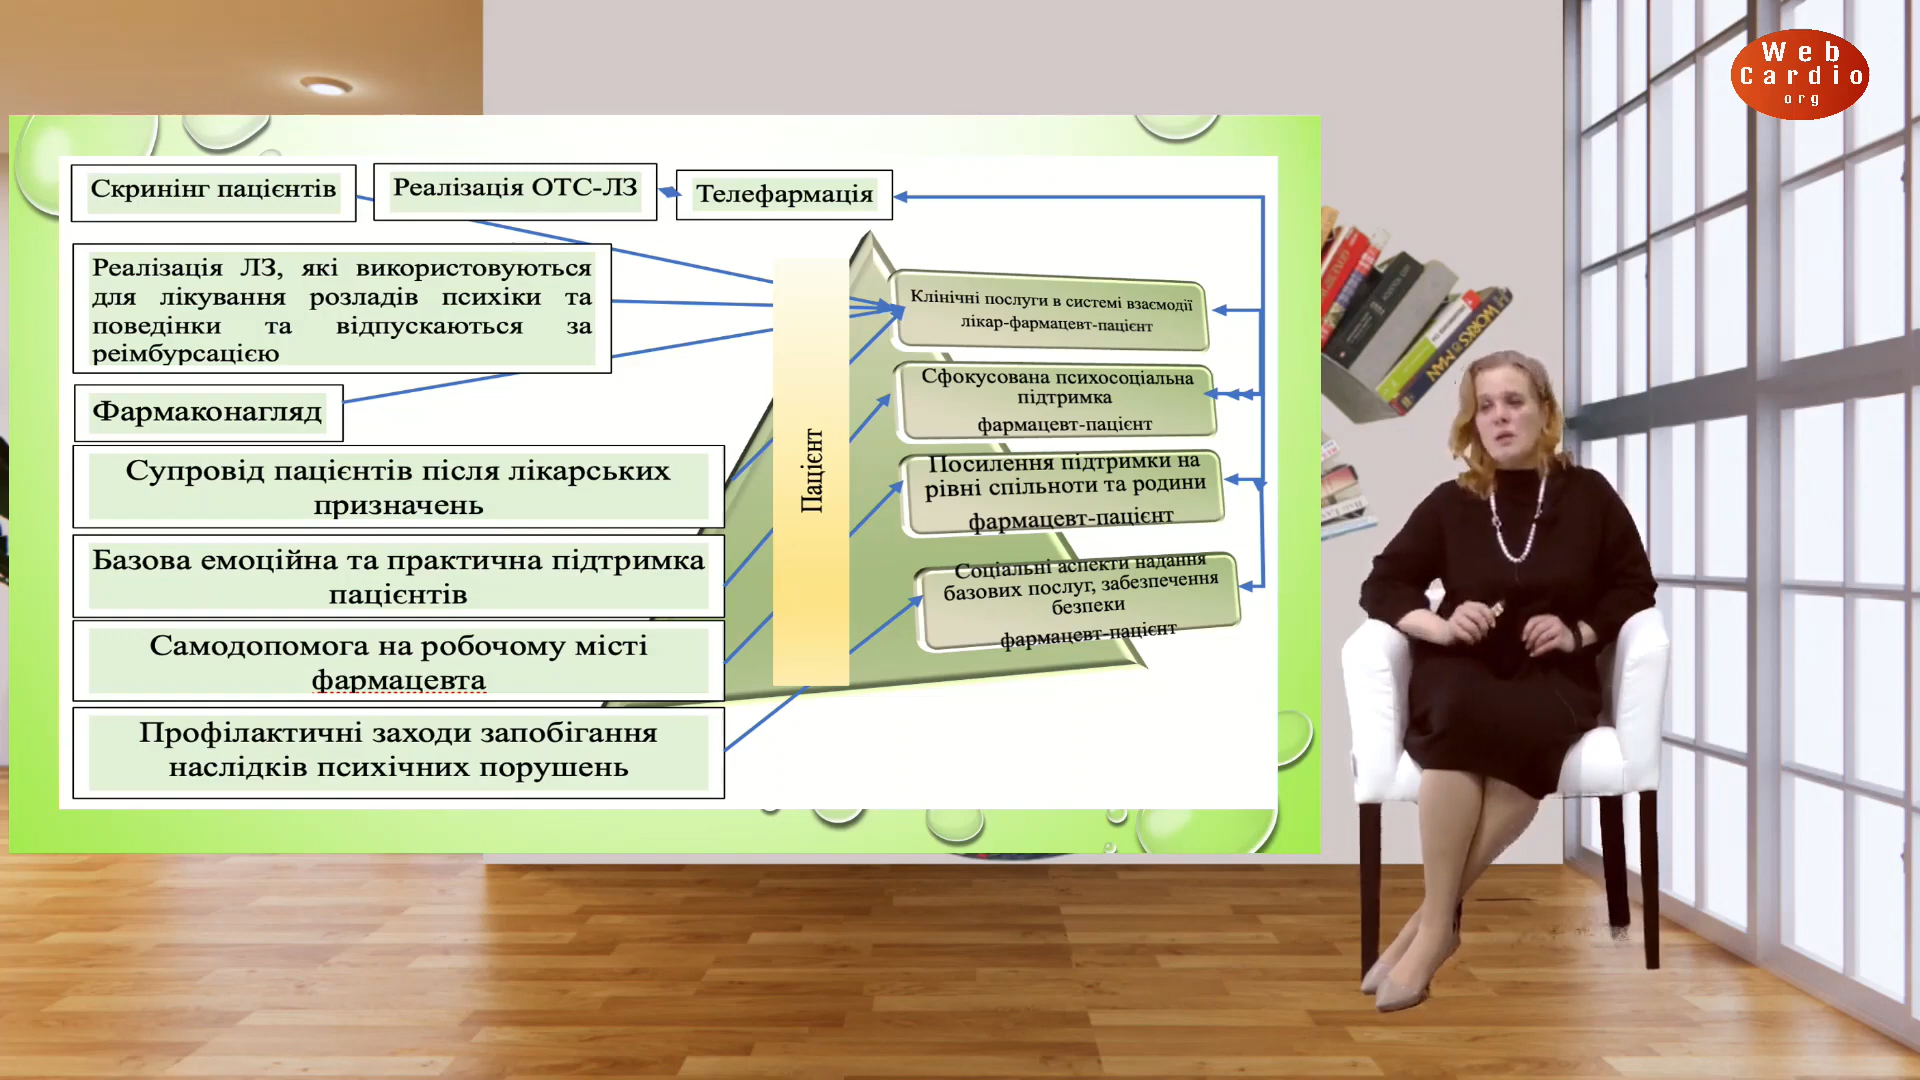 Web
Cardio
org
Скринінг пацієнтів
Реалізація ОТС-ЛЗ
Телефармація
Реалізація ЛЗ, які використовуються
для лікування розладів психіки та
поведінки та відпускаються за
реімбурсацією
Фармаконагляд
Супровід пацієнтів після лікарських
призначень
Базова емоційна та практична підтримка
пацієнтів
Самодопомога на робочому місті
фармацевта
Профілактичні заходи запобігання
наслідків психічних порушень
Пацієнт
Клінічні послуги в системі взаємодії
лікар-фармацевт-пацієнт
Сфокусована психосоціальна
підтримка
фармацевт-пацієнт
Посилення підтримки на
рівні спільноти та родини
фармацевт-пацієнт
Соціальні аспекти надання
базових послуг, забезпечення
безпеки
фармацевт-пацієнт
WORKS
MAN